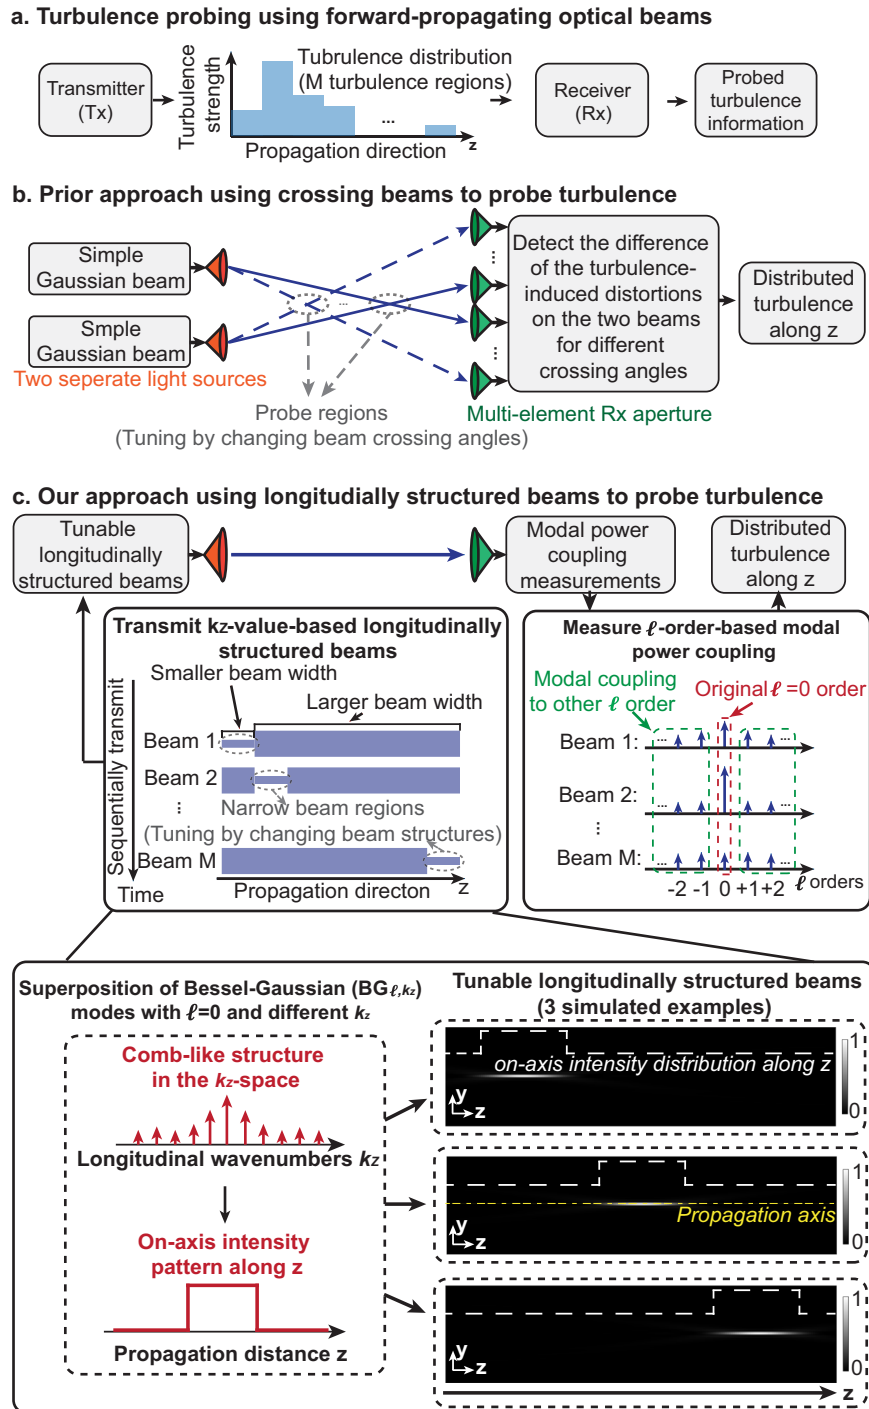 a. Turbulence probing using forward-propagating optical beams
Transmitter
(Tx)
Turbulence
strength
Tubrulence distribution
(M turbulence regions)
...
Propagation direction
z
Receiver
(Rx)
Probed
turbulence
information
b. Prior approach using crossing beams to probe turbulence
Simple
Gaussian beam
Smple
Gaussian beam
Two seperate light sources
...
Probe regions
(Tuning by changing beam crossing angles)
...
...
Multi-element Rx aperture
Detect the difference
of the turbulence-
induced distortions
on the two beams
for different
crossing angles
Distributed
turbulence
along z
c. Our approach using longitudially structured beams to probe turbulence
Tunable
longitudinally
structured beams
Modal power
coupling
measurements
Distributed
turbulence
along z
Transmit kz-value-based longitudinally
structured beams
Smaller beam width
Larger beam width
Sequentially transmit
Beam 1
Beam 2
...
Narrow beam regions
(Tuning by changing beam structures)
Beam M
Time
Propagation directon
z
Measure ℓ-order-based modal
power coupling
Modal coupling
to other ℓ order
Original ℓ =0 order
Beam 1:
... ...
Beam 2:
... ...
...
Beam M:
... ...
-2 -1 0 +1 +2 ℓ orders
Superposition of Bessel-Gaussian (BGℓ,kz)
modes with ℓ=0 and different kz
Comb-like structure
in the kz-space
Longitudinal wavenumbers kz
On-axis intensity
pattern along z
Propagation distance z
Tunable longitudinally structured beams
(3 simulated examples)
on-axis intensity distribution along z
y
z
1
0
Propagation axis
y
z
1
0
y
z
1
0
z